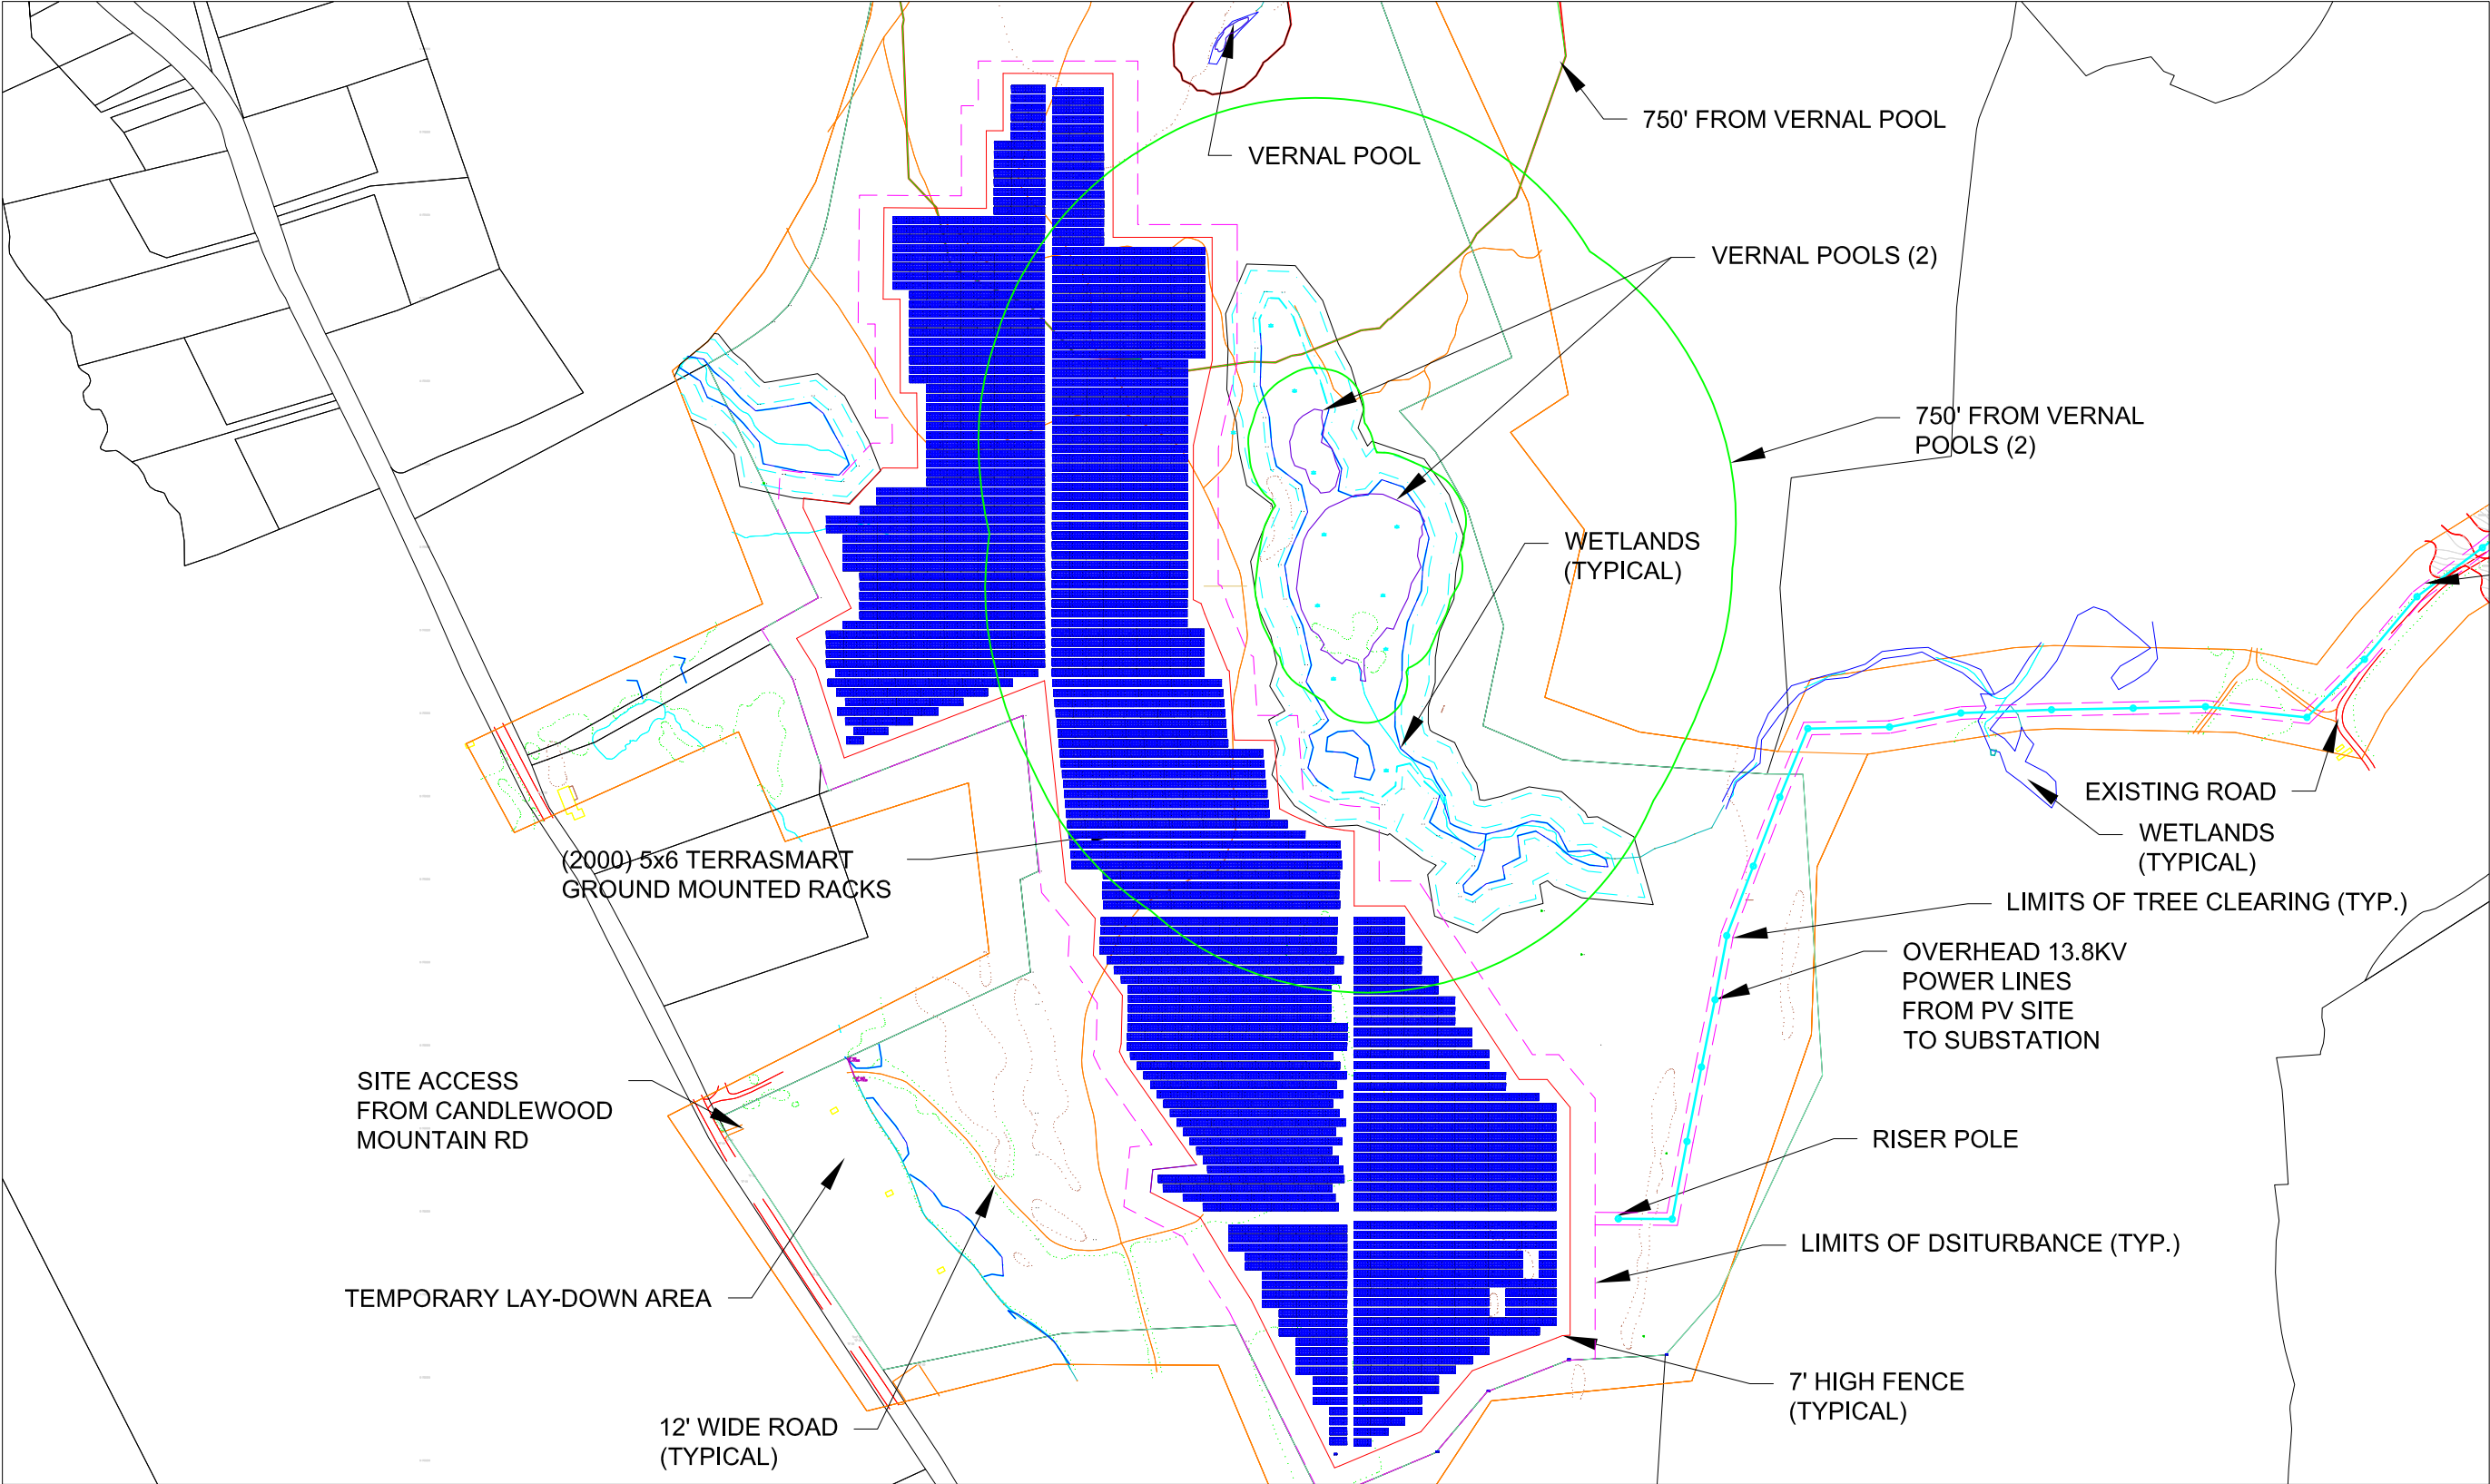 750' FROM VERNAL POOL
VERNAL POOL
VERNAL POOLS (2)
750' FROM VERNAL
POOLS (2)
WETLANDS
(TYPICAL)
EXISTING ROAD
WETLANDS
(TYPICAL)
(2000) 5x6 TERRASMART
GROUND MOUNTED RACKS
LIMITS OF TREE CLEARING (TYP.)
OVERHEAD 13.8KV
POWER LINES
FROM PV SITE
TO SUBSTATION
SITE ACCESS
FROM CANDLEWOOD
MOUNTAIN RD
RISER POLE
LIMITS OF DSITURBANCE (TYP.)
TEMPORARY LAY-DOWN AREA
7' HIGH FENCE
(TYPICAL)
12' WIDE ROAD
(TYPICAL)